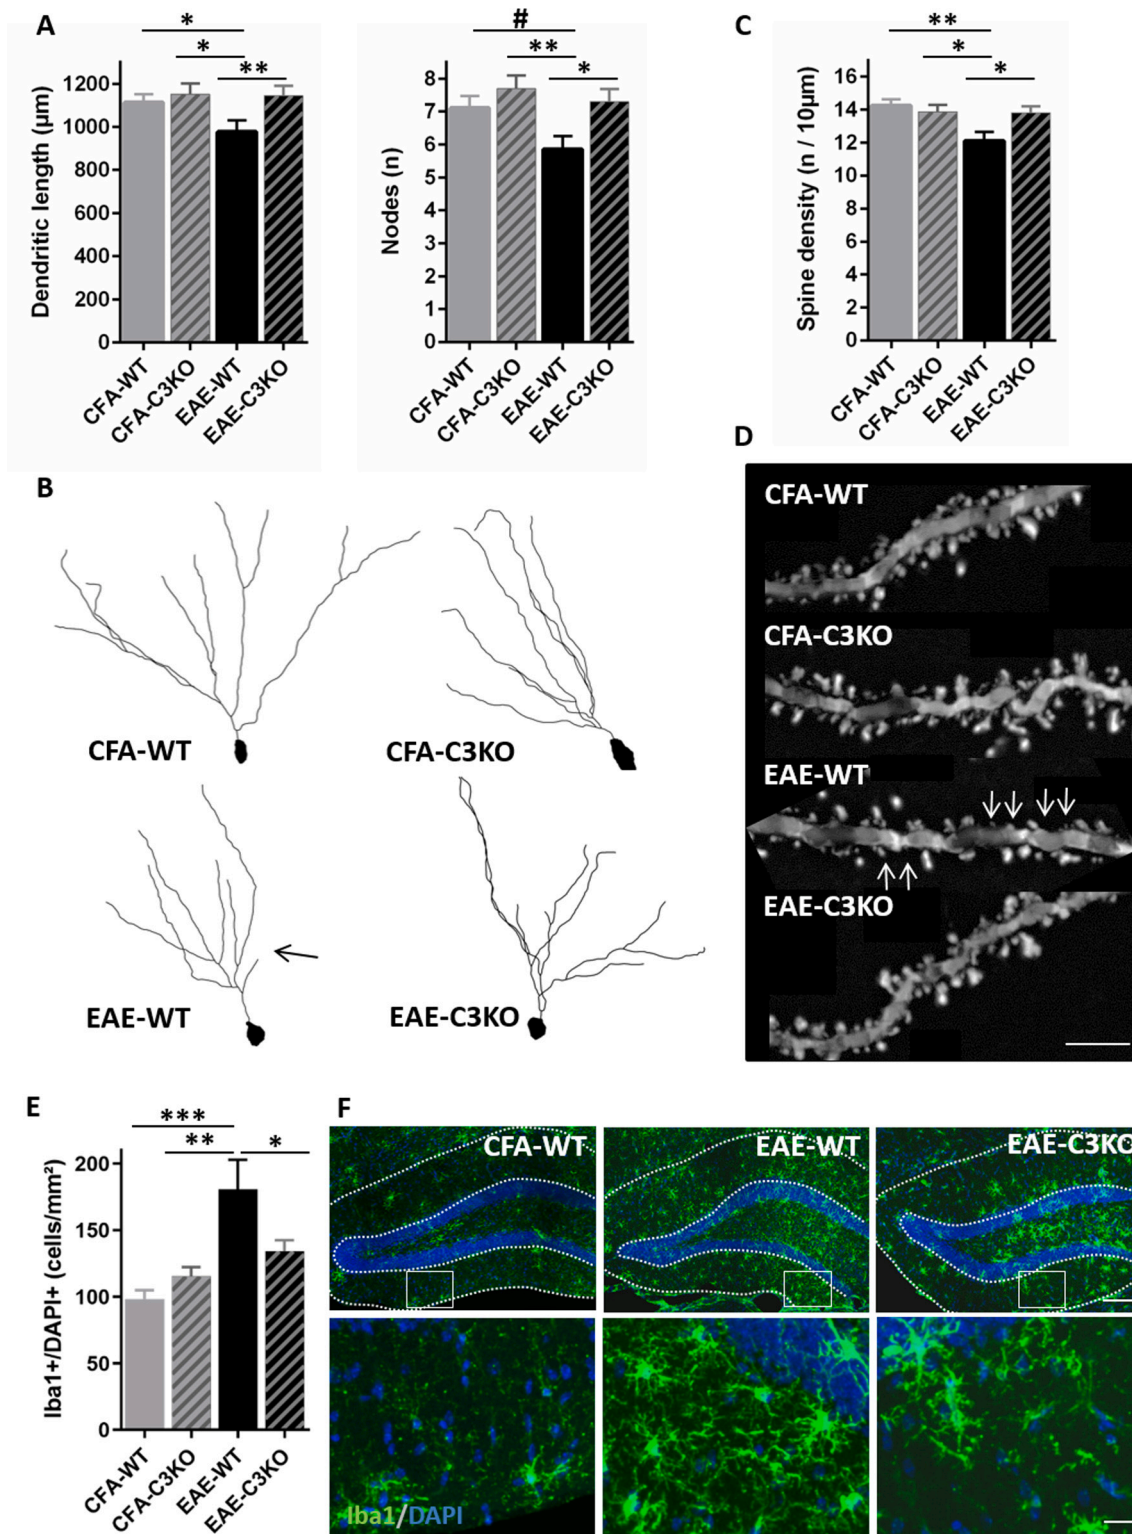 A
*
*
**
Dendritic length (µm)
1200
1000
800
600
400
200
0
CFA-WT
CFA-C3KO
EAE-WT
EAE-C3KO
#
**
*
Nodes (n)
8
7
6
5
4
3
2
1
0
CFA-WT
CFA-C3KO
EAE-WT
EAE-C3KO
C
**
*
*
Spine density (n / 10µm)
16
14
12
10
8
6
4
2
0
CFA-WT
CFA-C3KO
EAE-WT
EAE-C3KO
B
CFA-WT
CFA-C3KO
EAE-WT
EAE-C3KO
D
CFA-WT
CFA-C3KO
EAE-WT
EAE-C3KO
E
***
**
*
Iba1+/DAPI+ (cells/mm²)
200
150
100
50
0
CFA-WT
CFA-C3KO
EAE-WT
EAE-C3KO
F
CFA-WT
EAE-WT
EAE-C3KO
Iba1/DAPI